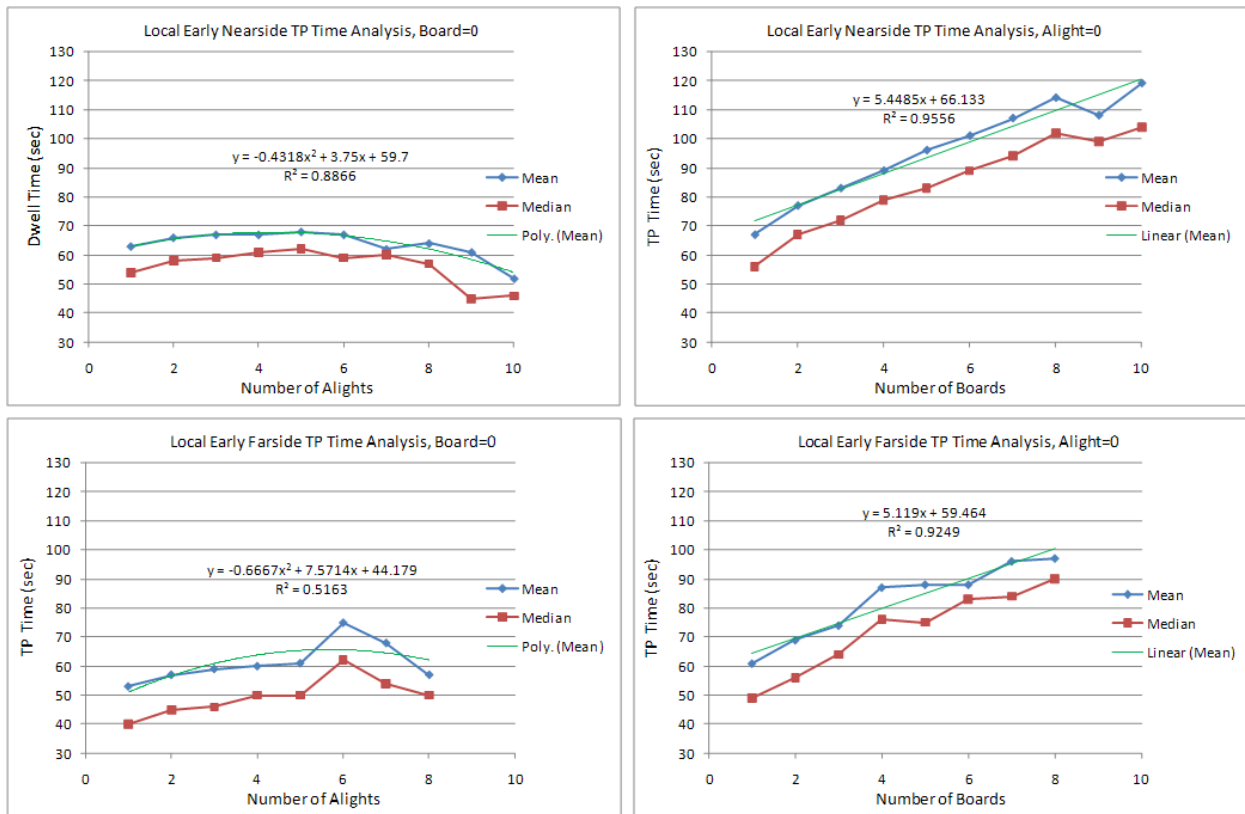 Local Early Nearside TP Time Analysis, Board=0
130
120
110
100
90
80
70
60
50
40
30
Dwell Time (sec)
y = -0.4318x² + 3.75x + 59.7
R² = 0.8866
Mean
Median
Poly. (Mean)
0 2 4 6 8 10
Number of Alights
Local Early Nearside TP Time Analysis, Alight=0
130
120
110
100
90
80
70
60
50
40
30
TP Time (sec)
y = 5.4485x + 66.133
R² = 0.9556
Mean
Median
Linear (Mean)
0 2 4 6 8 10
Number of Boards
Local Early Farside TP Time Analysis, Board=0
130
120
110
100
90
80
70
60
50
40
30
TP Time (sec)
y = -0.6667x² + 7.5714x + 44.179
R² = 0.5163
Mean
Median
Poly. (Mean)
0 2 4 6 8 10
Number of Alights
Local Early Farside TP Time Analysis, Alight=0
130
120
110
100
90
80
70
60
50
40
30
TP Time (sec)
y = 5.119x + 59.464
R² = 0.9249
Mean
Median
Linear (Mean)
0 2 4 6 8 10
Number of Boards